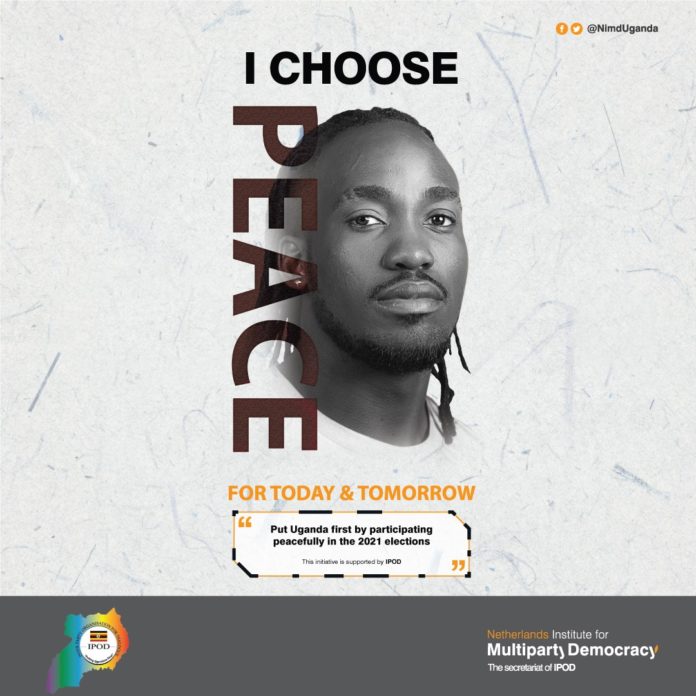 @NimdUganda
I CHOOSE
PEACE
FOR TODAY & TOMORROW
“
Put Uganda first by participating
peacefully in the 2021 elections
This initiative is supported by IPOD
”
IPOD
Netherlands Institute for
Multiparty Democracy
The secretariat of IPOD